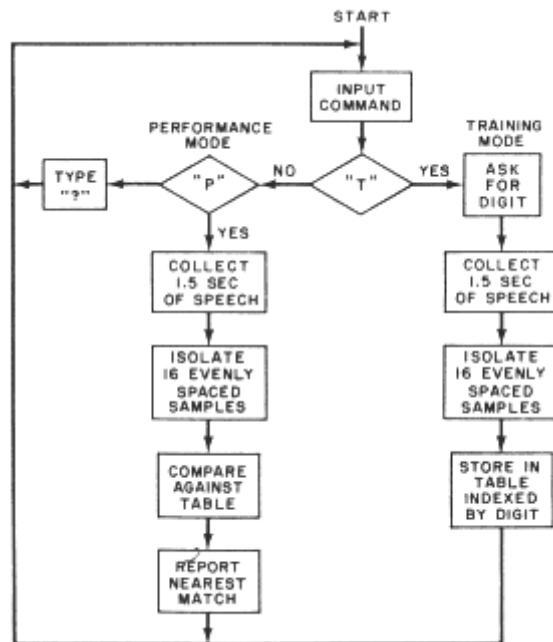 START
INPUT
COMMAND
PERFORMANCE
MODE
TRAINING
MODE
TYPE
"?"
"P"
NO
"T"
YES
ASK
FOR
DIGIT
YES
COLLECT
1.5 SEC
OF SPEECH
COLLECT
1.5 SEC
OF SPEECH
ISOLATE
16 EVENLY
SPACED
SAMPLES
ISOLATE
16 EVENLY
SPACED
SAMPLES
COMPARE
AGAINST
TABLE
STORE IN
TABLE
INDEXED
BY DIGIT
REPORT
NEAREST
MATCH